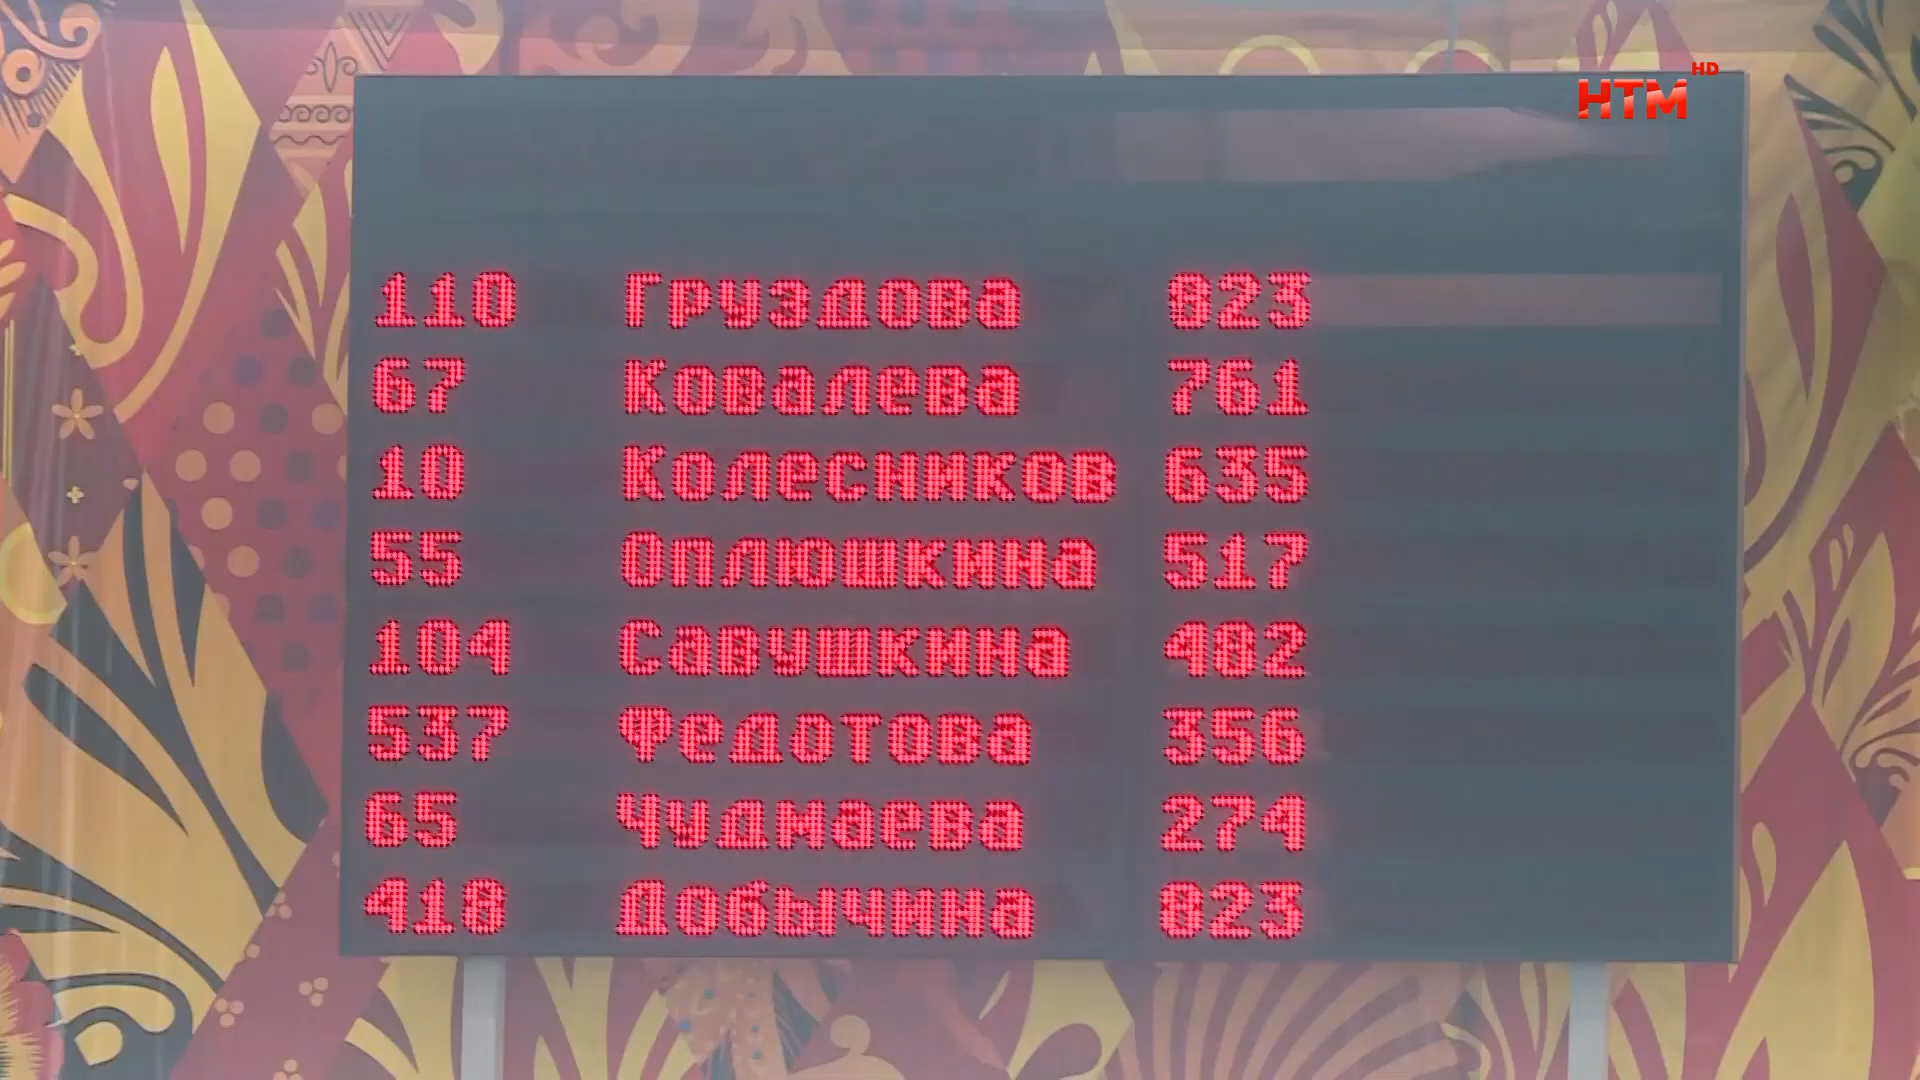 НТМ HD
110 Груздова 823
67 Ковалева 761
10 Колесников 635
55 Оплюшкина 517
104 Савушкина 482
537 Федотова 356
65 Чудмаева 274
418 Добычина 823